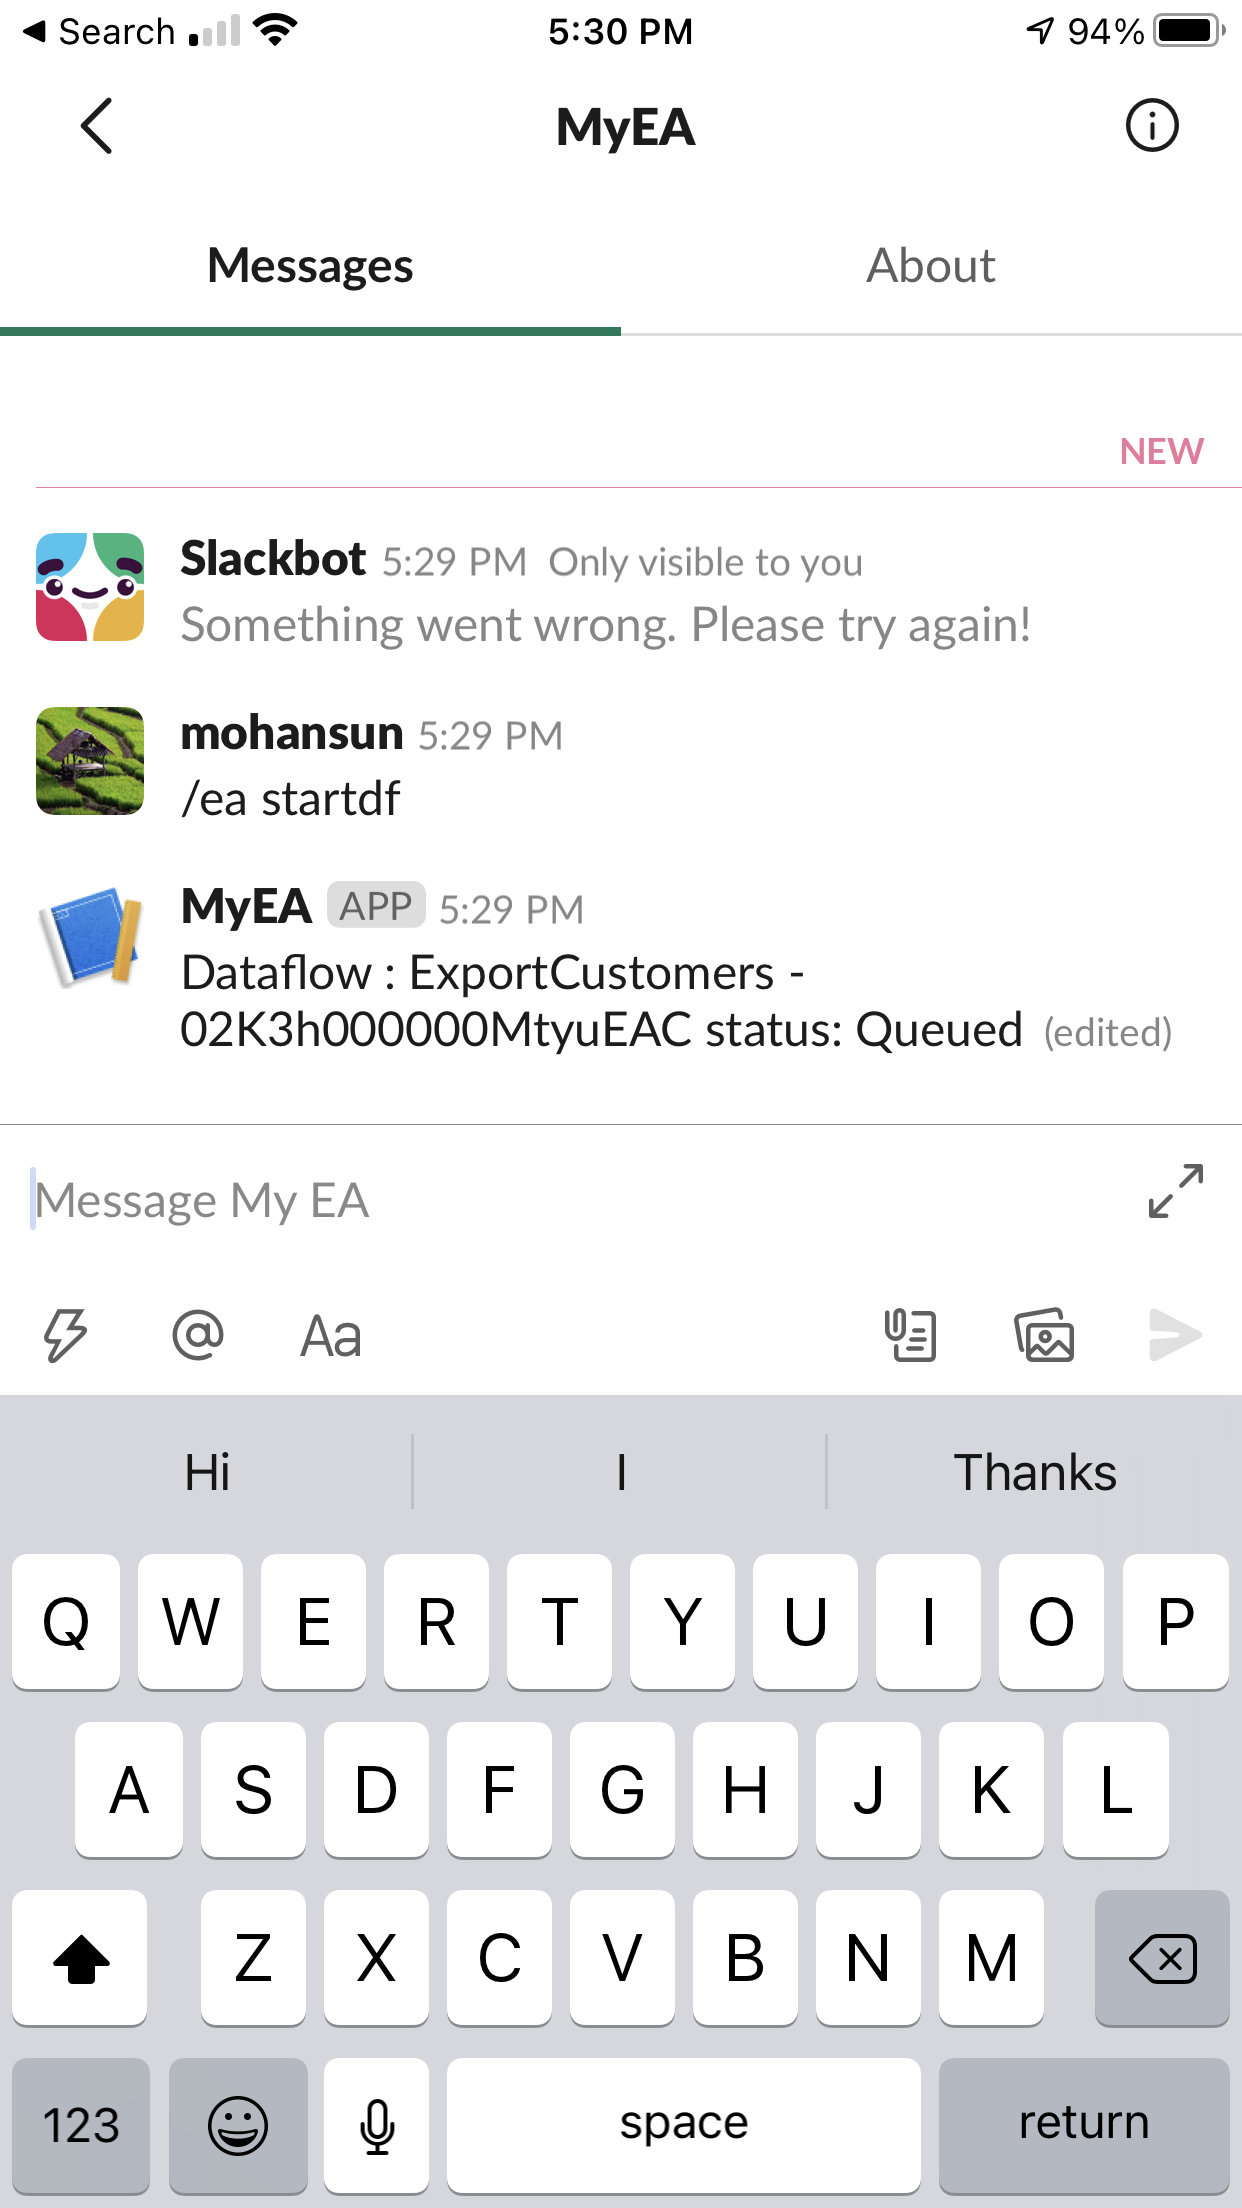 Search 5:30 PM 94%
MyEA
Messages About
NEW
Slackbot 5:29 PM Only visible to you
Something went wrong. Please try again!
mohansun 5:29 PM
/ea startdf
MyEA APP 5:29 PM
Dataflow : ExportCustomers -
02K3h000000MtyuEAC status: Queued (edited)
Message My EA
@ Aa
Hi I Thanks
Q W E R T Y U I O P
A S D F G H J K L
Z X C V B N M
123 space return